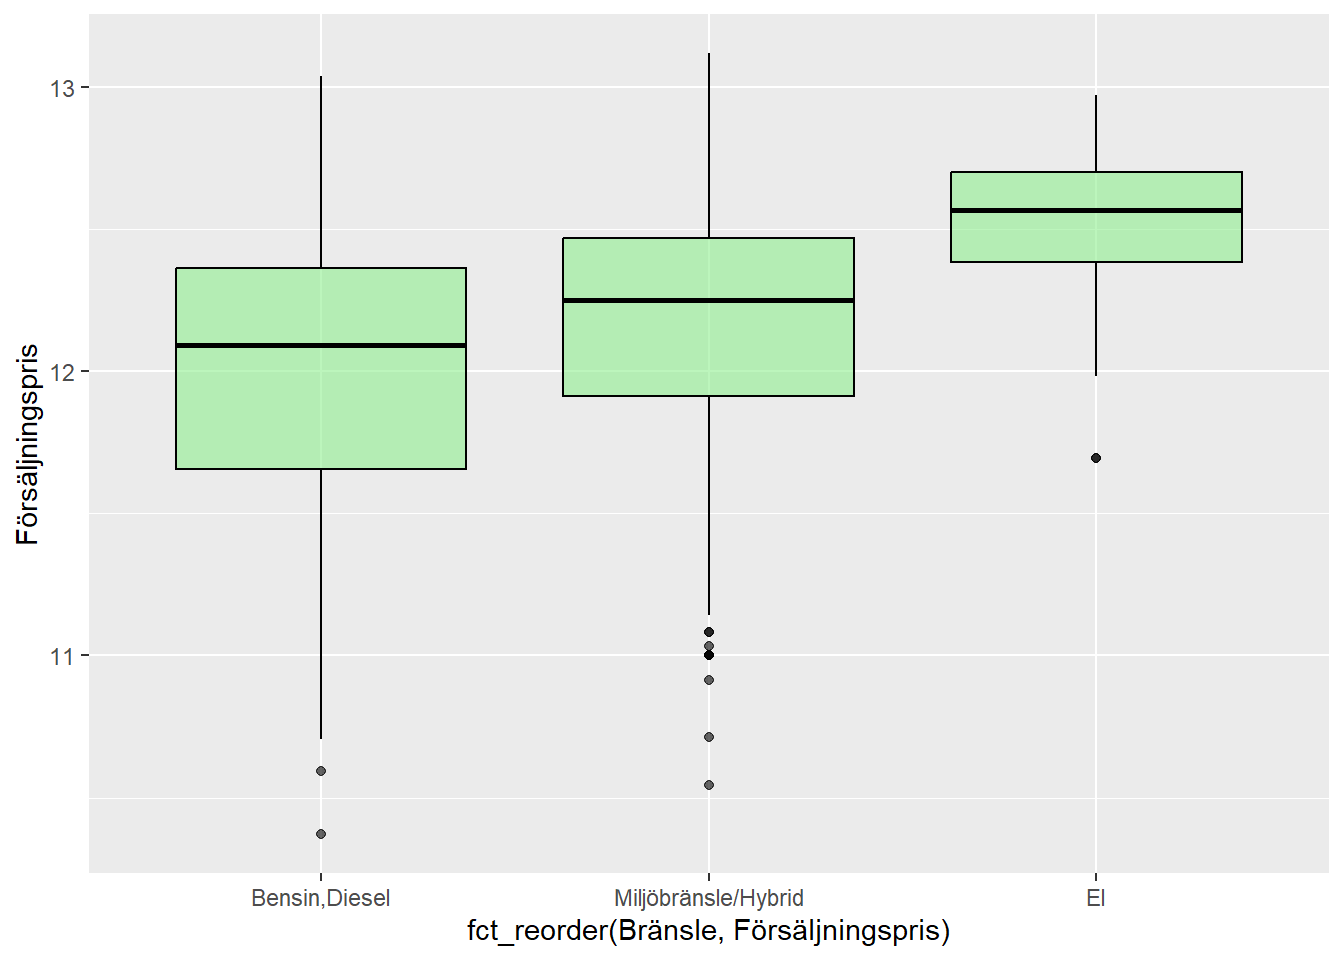 Försäljningspris
13
12
11
Bensin,Diesel
Miljöbränsle/Hybrid
El
fct_reorder(Bränsle, Försäljningspris)